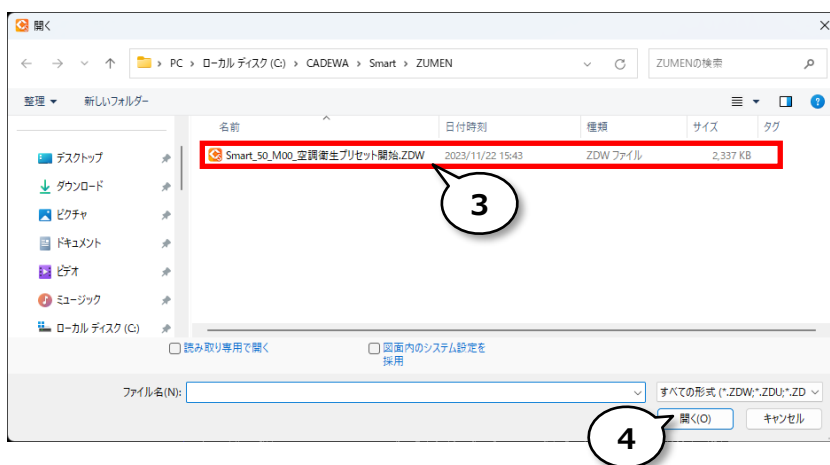 開く
PC › ローカル ディスク (C:) › CADEWA › Smart › ZUMEN
ZUMENの検索
整理
新しいフォルダー
名前
日付時刻
種類
サイズ
タグ
Smart_50_M00_空調衛生プリセット開始.ZDW
2023/11/22 15:43
ZDW ファイル
2,337 KB
3
デスクトップ
ダウンロード
ピクチャ
ドキュメント
ビデオ
ミュージック
ローカル ディスク (C:)
読み取り専用で開く
図面内のシステム設定を
採用
ファイル名(N):
すべての形式 (*.ZDW;*.ZDU;*.ZD
開く(O)
キャンセル
4